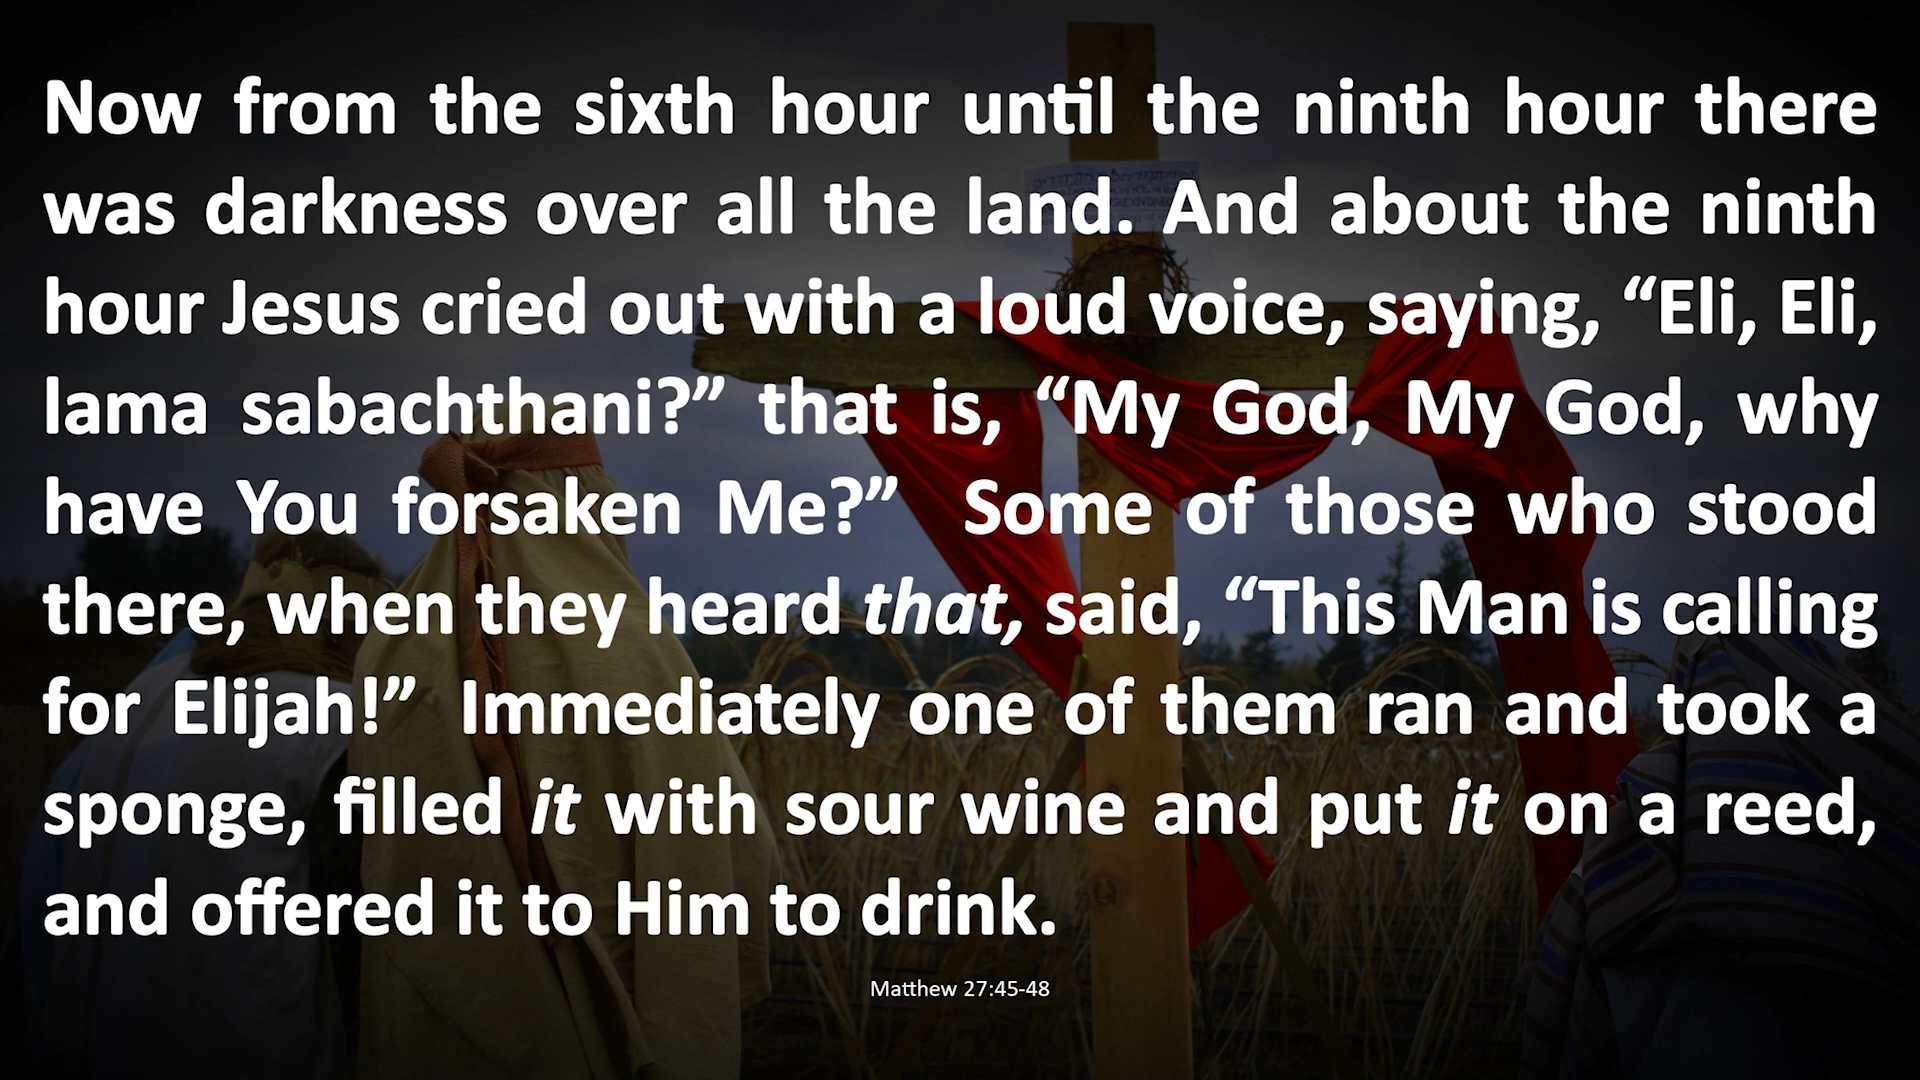 Now from the sixth hour until the ninth hour there
was darkness over all the land. And about the ninth
hour Jesus cried out with a loud voice, saying, “Eli, Eli,
lama sabachthani?” that is, “My God, My God, why
have You forsaken Me?” Some of those who stood
there, when they heard that, said, “This Man is calling
for Elijah!” Immediately one of them ran and took a
sponge, filled it with sour wine and put it on a reed,
and offered it to Him to drink.
Matthew 27:45-48